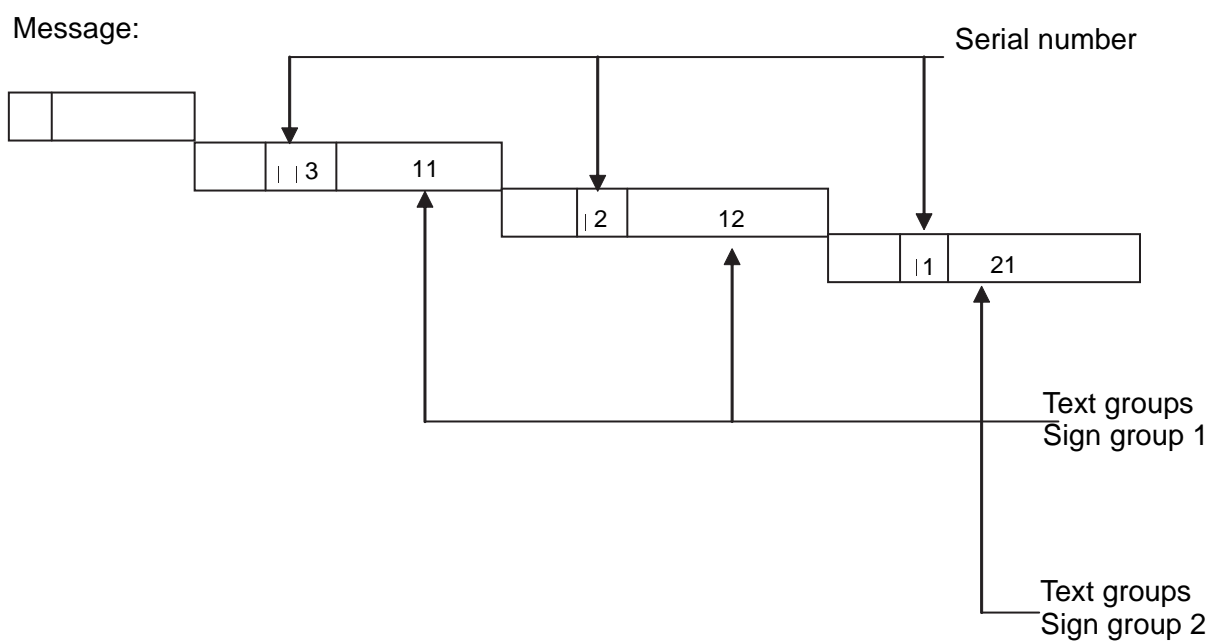 Message:
Serial number
| | 3
11
| 2
12
| 1
21
Text groups
Sign group 1
Text groups
Sign group 2